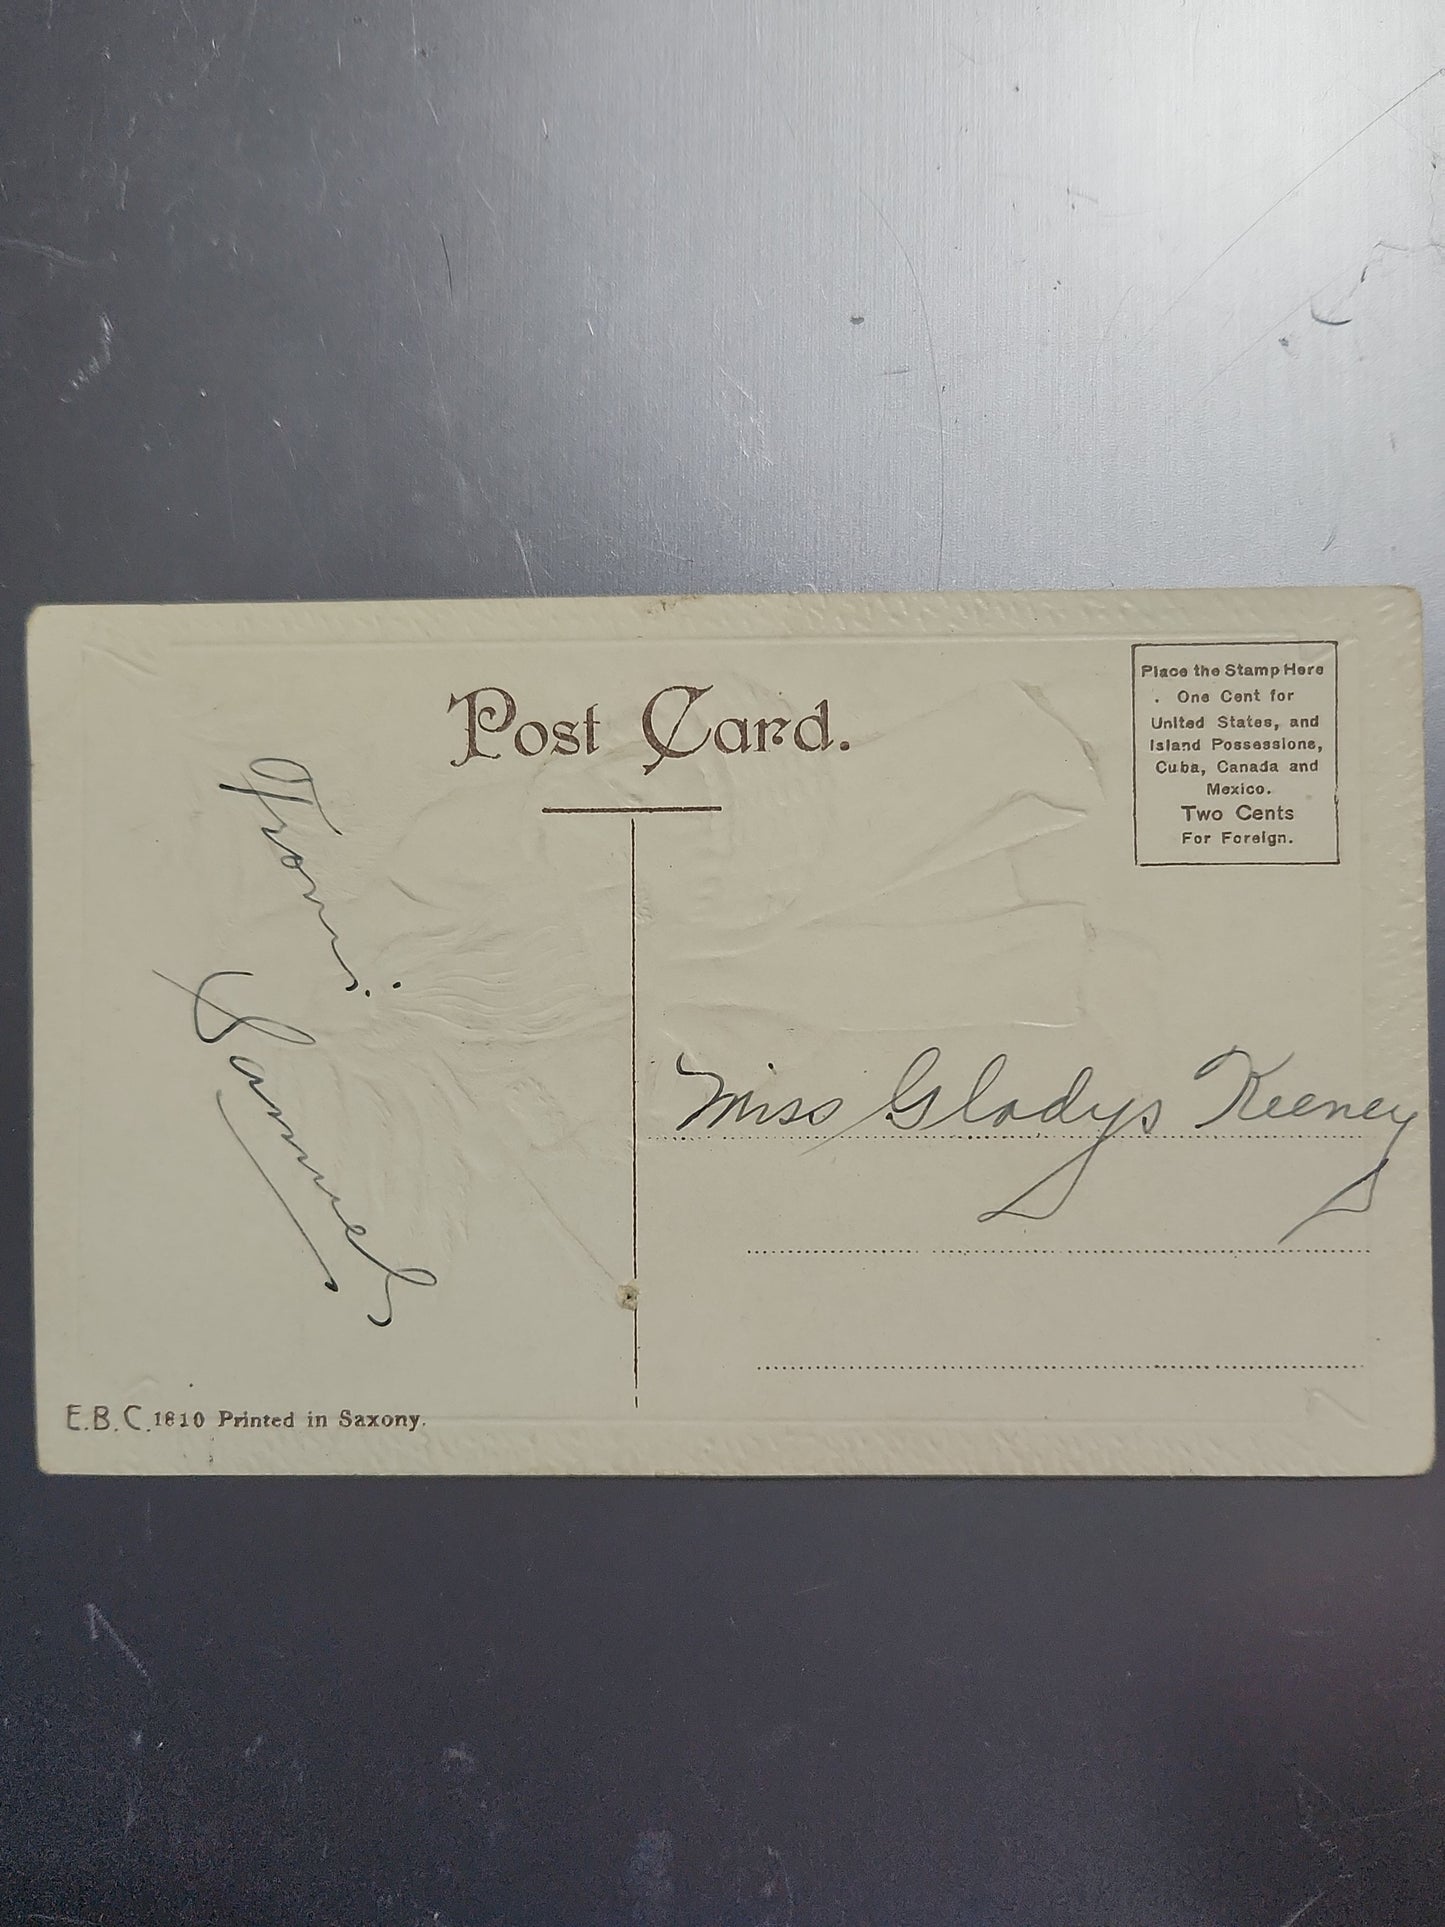 Post Card.
Place the Stamp Here
One Cent for
United States, and
Island Possessions,
Cuba, Canada and
Mexico.
Two Cents
For Foreign.
From:
Samuel
Miss Gladys Keeney
E.B.C. 1810 Printed in Saxony.